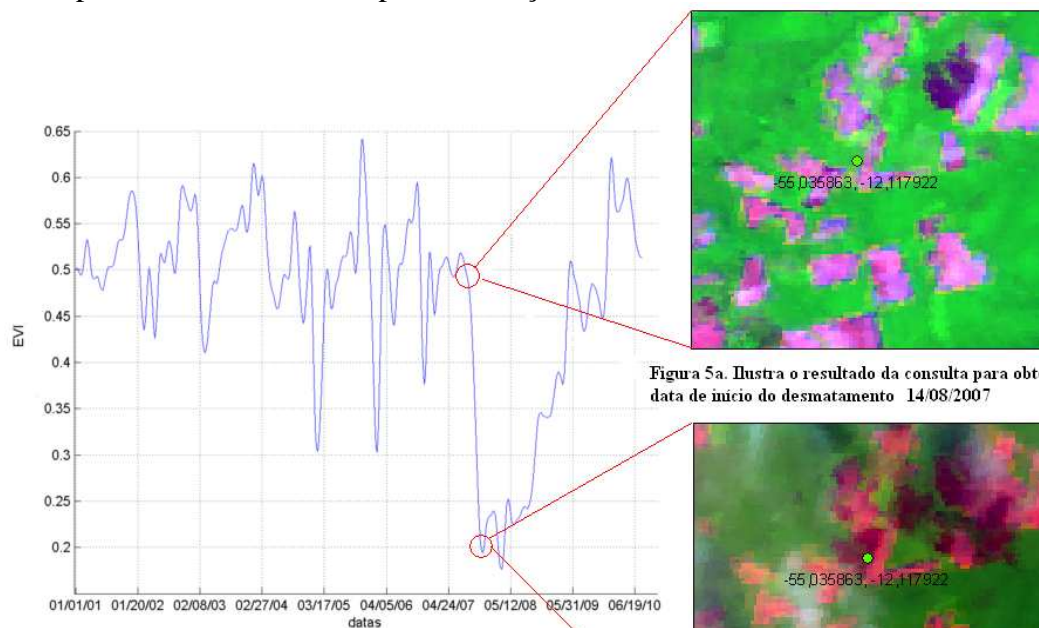 0.65
0.6
0.55
0.5
0.45
0.4
0.35
0.3
0.25
0.2
EVI
01/01/01 01/20/02 02/08/03 02/27/04 03/17/05 04/05/06 04/24/07 05/12/08 05/31/09 06/19/10
datas
-55,035863, -12,117922
Figura 5a. Ilustra o resultado da consulta para obt
data de início do desmatamento 14/08/2007
-55,035863, -12,117922